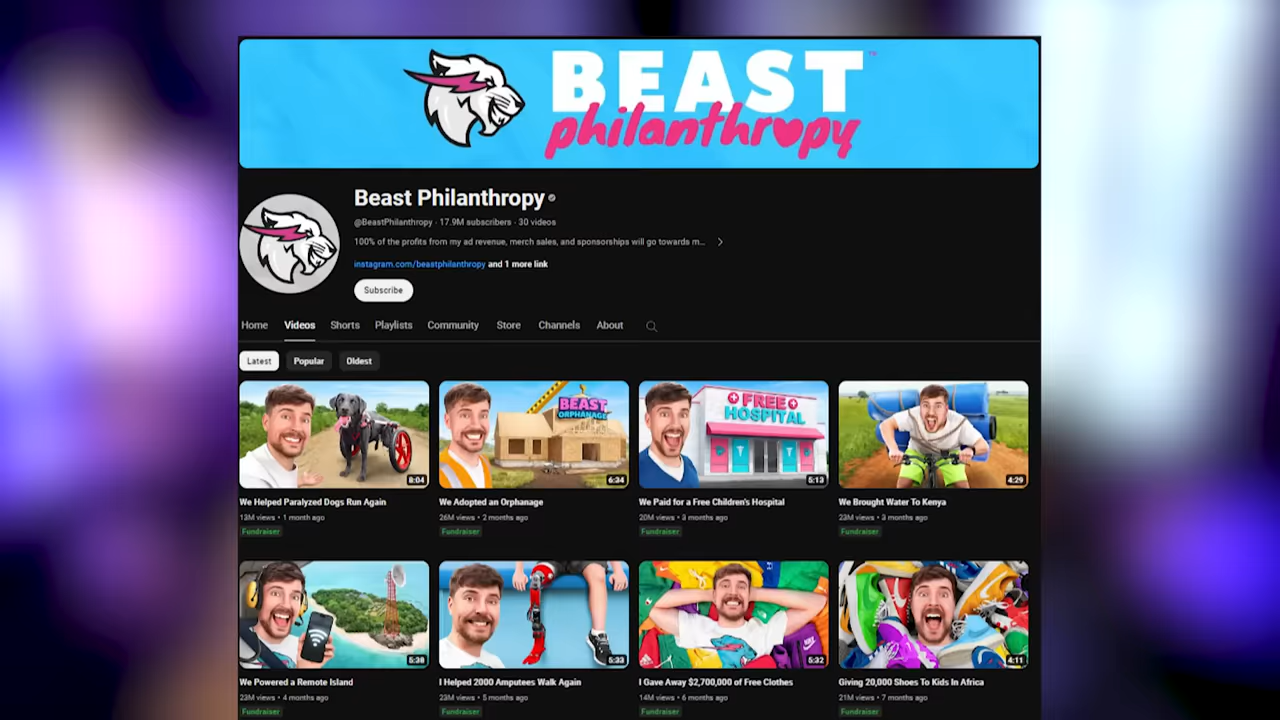 BEAST™
philanthropy
Beast Philanthropy
@BeastPhilanthropy · 17.9M subscribers · 30 videos
100% of the profits from my ad revenue, merch sales, and sponsorships will go towards m...
instagram.com/beastphilanthropy and 1 more link
Subscribe
Home Videos Shorts Playlists Community Store Channels About
Latest Popular Oldest
BEAST
ORPHANAGE
FREE
HOSPITAL
8:04 6:34 5:13 4:29
We Helped Paralyzed Dogs Run Again We Adopted an Orphanage We Paid for a Free Children's Hospital We Brought Water To Kenya
13M views • 1 month ago 26M views • 2 months ago 20M views • 3 months ago 23M views • 3 months ago
Fundraiser Fundraiser Fundraiser Fundraiser
5:38 5:33 5:32 4:11
We Powered a Remote Island I Helped 2000 Amputees Walk Again I Gave Away $2,700,000 of Free Clothes Giving 20,000 Shoes To Kids In Africa
23M views • 4 months ago 23M views • 5 months ago 14M views • 6 months ago 21M views • 7 months ago
Fundraiser Fundraiser Fundraiser Fundraiser